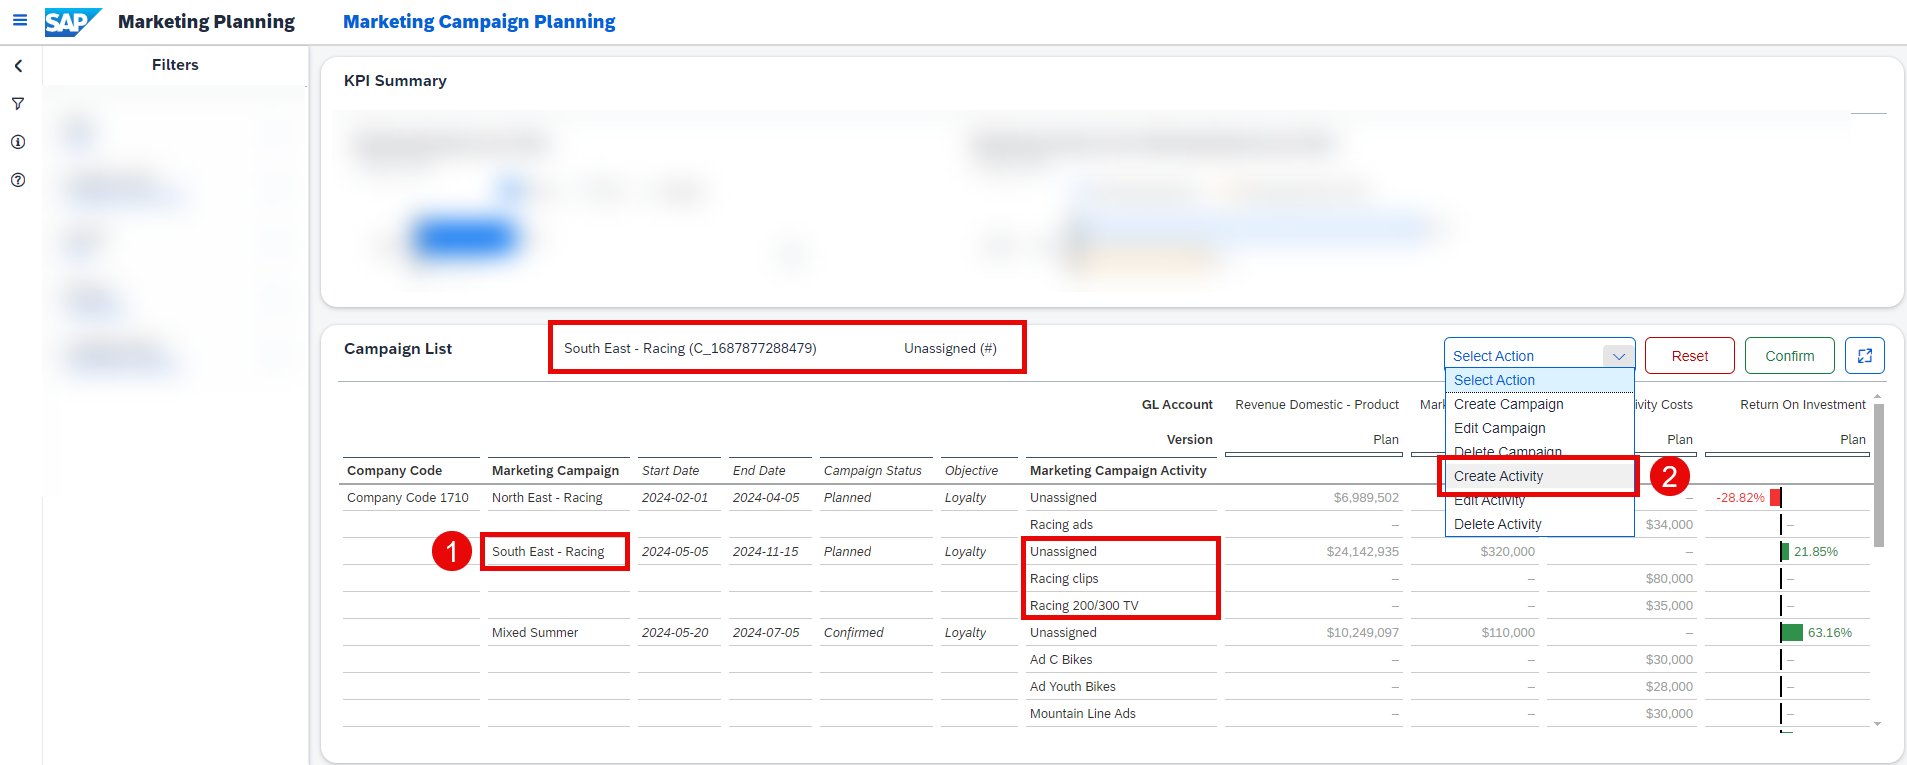 SAP Marketing Planning Marketing Campaign Planning
Filters
KPI Summary
Campaign List South East - Racing (C_1687877288479) Unassigned (#) Select Action Reset Confirm
Select Action
Create Campaign
Edit Campaign
Delete Campaign
Create Activity 2
Edit Activity
Delete Activity
GL Account Revenue Domestic - Product Activity Costs Return On Investment
Version Plan Plan Plan
Company Code Marketing Campaign Start Date End Date Campaign Status Objective Marketing Campaign Activity
Company Code 1710 North East - Racing 2024-02-01 2024-04-05 Planned Loyalty Unassigned $6,989,502 – -28.82%
Racing ads – $34,000 –
1 South East - Racing 2024-05-05 2024-11-15 Planned Loyalty Unassigned $24,142,935 $320,000 – 21.85%
Racing clips – – $80,000 –
Racing 200/300 TV – – $35,000 –
Mixed Summer 2024-05-20 2024-07-05 Confirmed Loyalty Unassigned $10,249,097 $110,000 – 63.16%
Ad C Bikes – – $30,000 –
Ad Youth Bikes – – $28,000 –
Mountain Line Ads – – $30,000 –